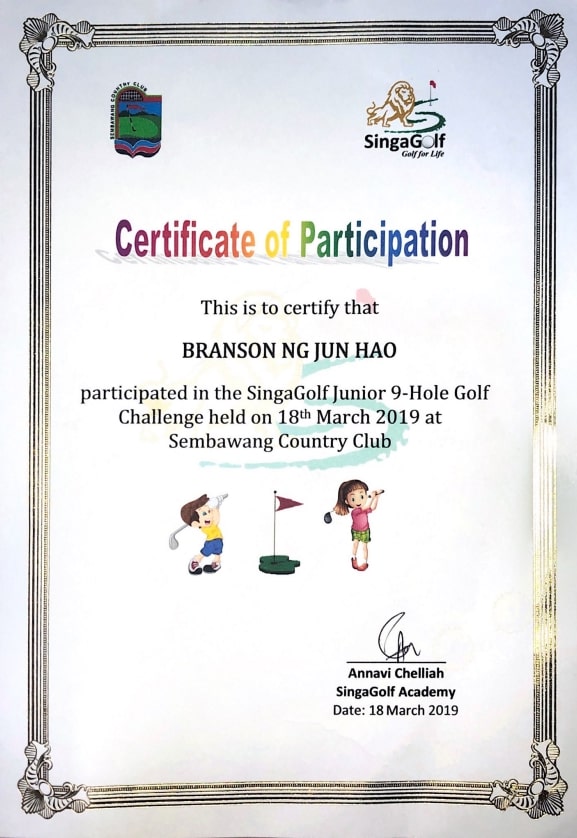 SEMBAWANG COUNTRY CLUB
SingaGolf
Golf for Life
Certificate of Participation
This is to certify that
BRANSON NG JUN HAO
participated in the SingaGolf Junior 9-Hole Golf
Challenge held on 18th March 2019 at
Sembawang Country Club
Annavi Chelliah
SingaGolf Academy
Date: 18 March 2019